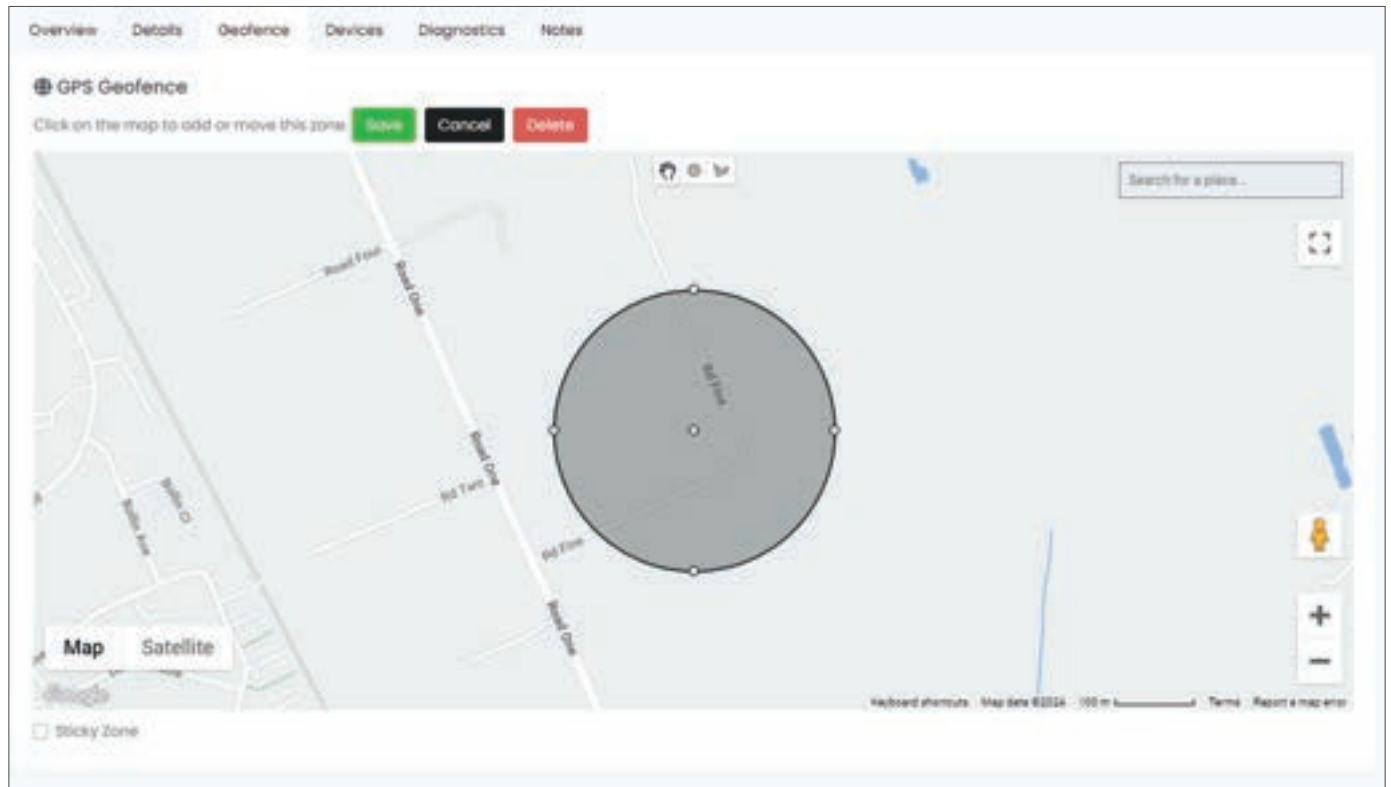 Overview Details Geofence Devices Diagnostics Notes
GPS Geofence
Click on the map to add or move this zone Save Cancel Delete
Search for a place...
Road Four
Road One
Rd Five
Road One
Rd Two
Rd Five
Road One
Map Satellite
Google
Keyboard shortcuts Map data ©2024 100 m Terms Report a map error
Sticky Zone